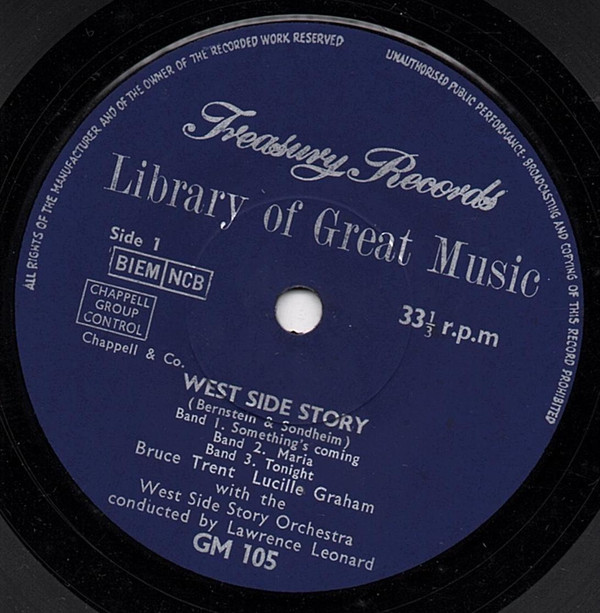 ALL RIGHTS OF THE MANUFACTURER AND OF THE OWNER OF THE RECORDED WORK RESERVED
UNAUTHORISED PUBLIC PERFORMANCE, BROADCASTING AND COPYING OF THIS RECORD PROHIBITED
Treasury Records
Library of Great Music
Side 1
BIEM NCB
CHAPPELL
GROUP
CONTROL
Chappell & Co.
33⅓ r.p.m
WEST SIDE STORY
(Bernstein & Sondheim)
Band 1. Something's coming
Band 2. Maria
Band 3. Tonight
Bruce Trent Lucille Graham
with the
West Side Story Orchestra
conducted by Lawrence Leonard
GM 105